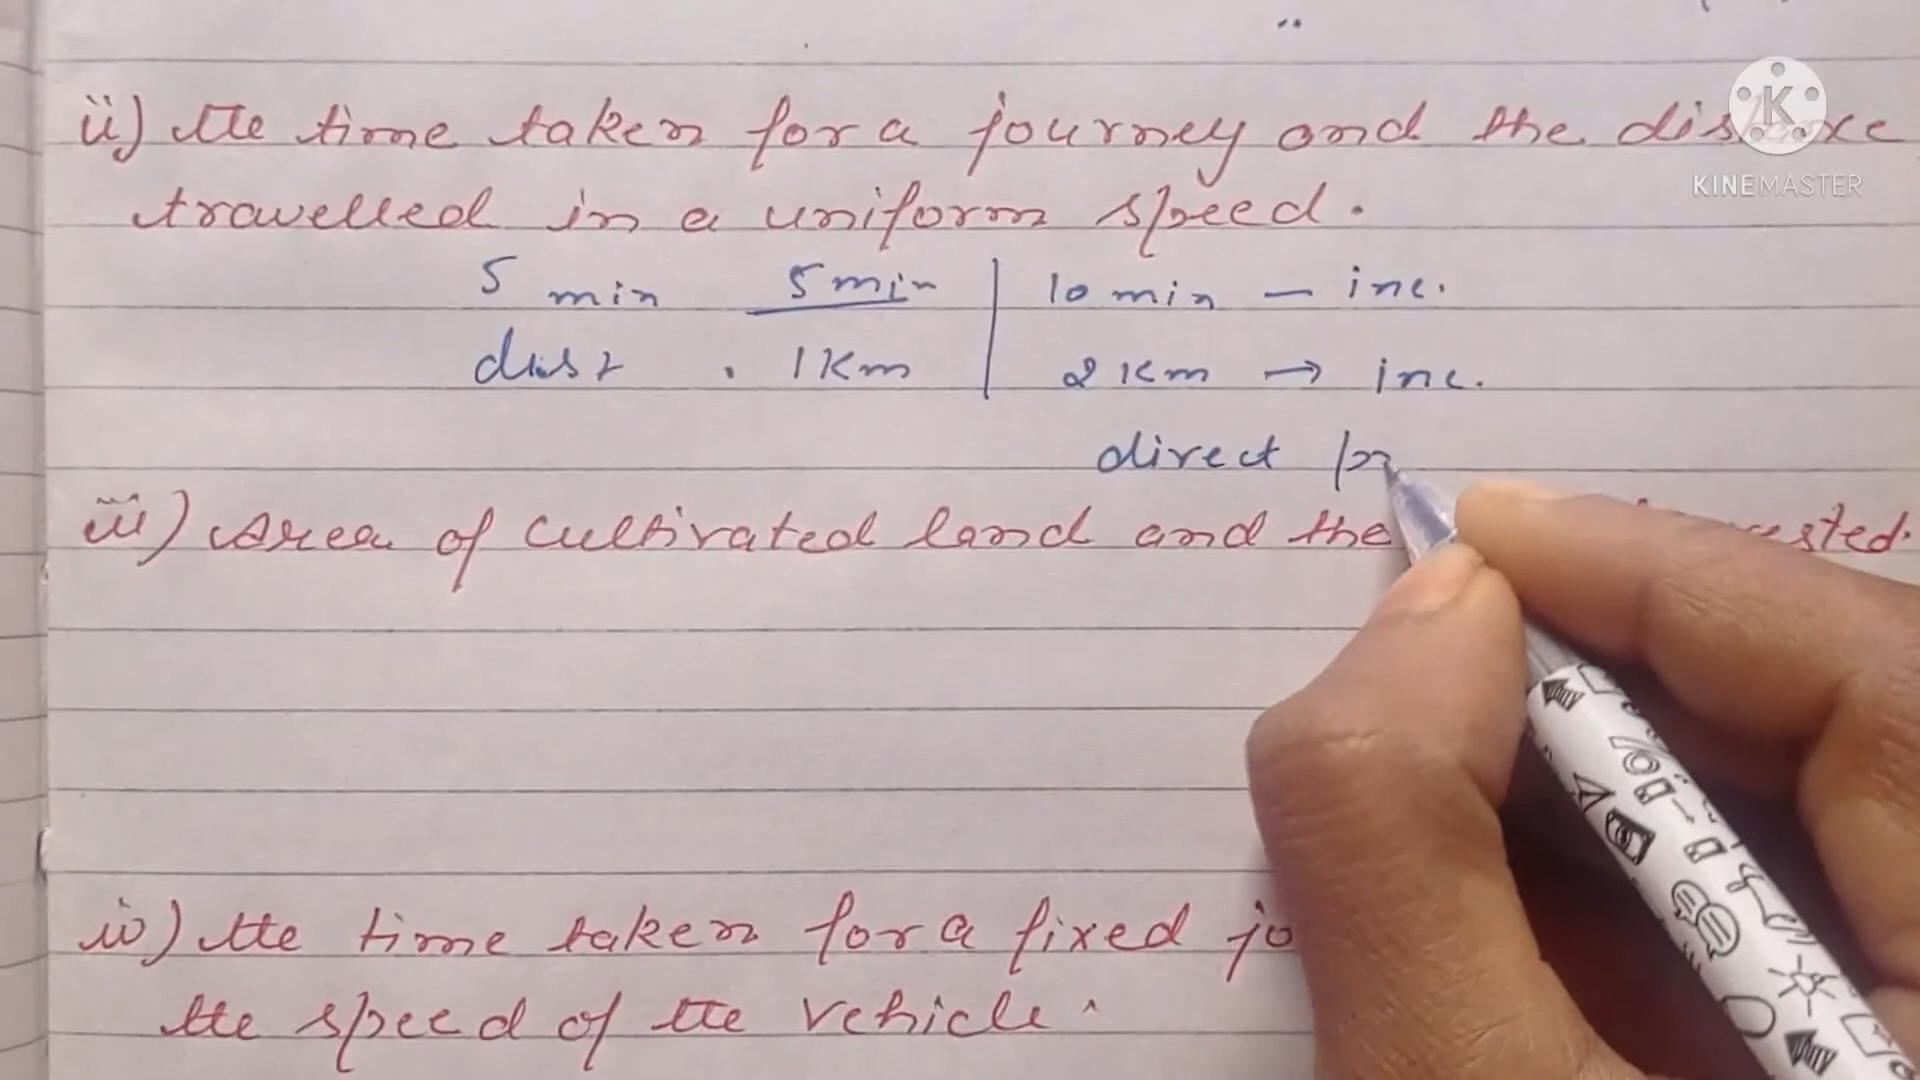 ii) the time taken for a journey and the distance
travelled in a uniform speed.
5 min 5 min 10 min – inc.
dist . 1 Km 2 Km → inc.
direct pr
iii) Area of cultivated land and the
iv) the time taken for a fixed jo
the speed of the vehicle.
KINEMASTER